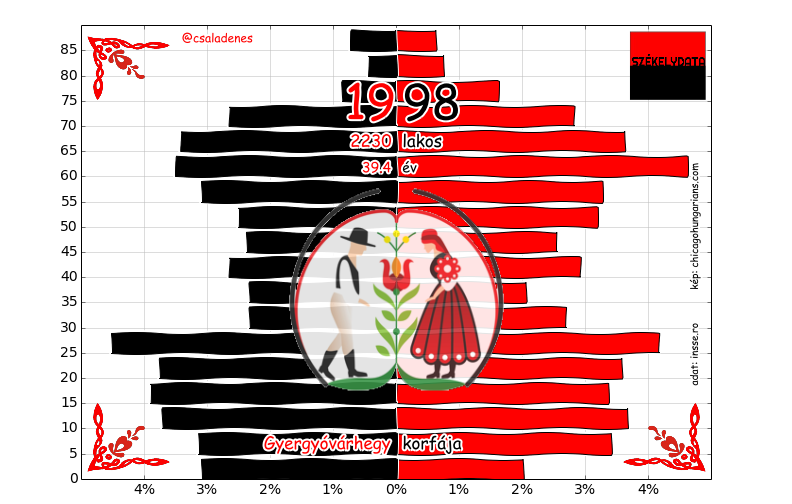 @csaladenes
SZÉKELYDATA
1998
2230 lakos
39.4 év
kép: chicagohungarians.com
adat: insse.ro
Gyergyóvárhegy korfája
85
80
75
70
65
60
55
50
45
40
35
30
25
20
15
10
5
0
4% 3% 2% 1% 0% 1% 2% 3% 4%